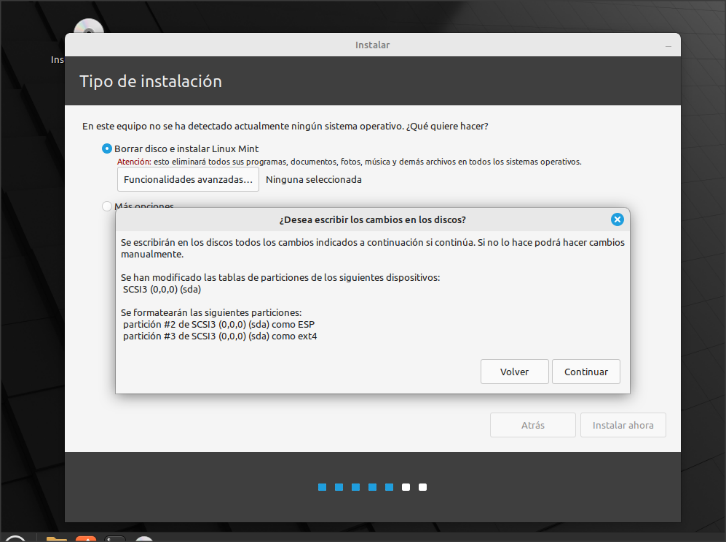 Ins
Instalar
Tipo de instalación
En este equipo no se ha detectado actualmente ningún sistema operativo. ¿Qué quiere hacer?
Borrar disco e instalar Linux Mint
Atención: esto eliminará todos sus programas, documentos, fotos, música y demás archivos en todos los sistemas operativos.
Funcionalidades avanzadas... Ninguna seleccionada
Más opciones
¿Desea escribir los cambios en los discos?
Se escribirán en los discos todos los cambios indicados a continuación si continúa. Si no lo hace podrá hacer cambios
manualmente.
Se han modificado las tablas de particiones de los siguientes dispositivos:
SCSI3 (0,0,0) (sda)
Se formatearán las siguientes particiones:
partición #2 de SCSI3 (0,0,0) (sda) como ESP
partición #3 de SCSI3 (0,0,0) (sda) como ext4
Volver Continuar
Atrás Instalar ahora